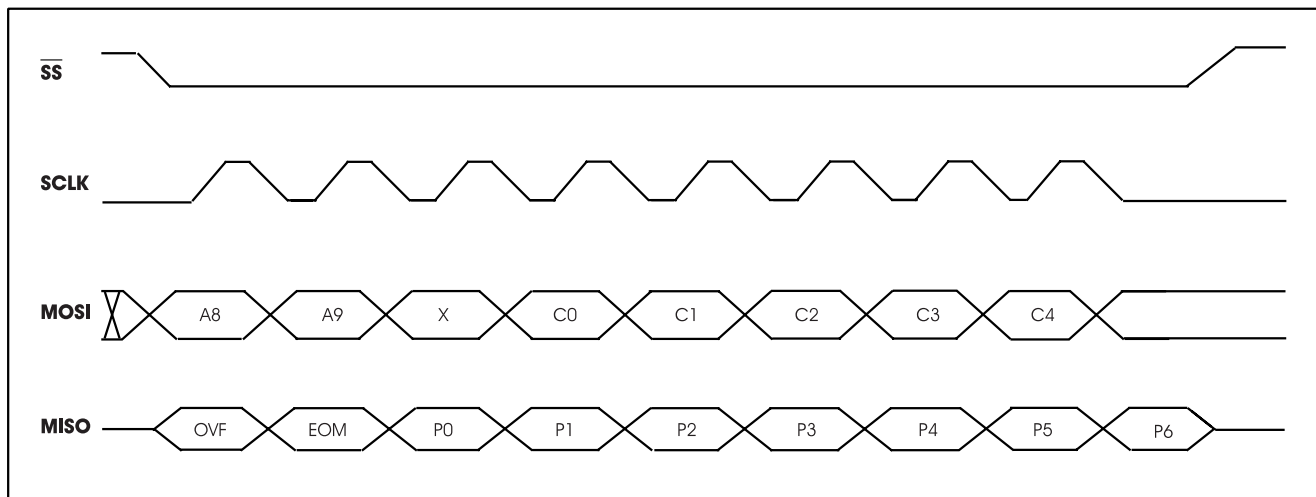 SS
SCLK
MOSI A8 A9 X C0 C1 C2 C3 C4
MISO OVF EOM P0 P1 P2 P3 P4 P5 P6